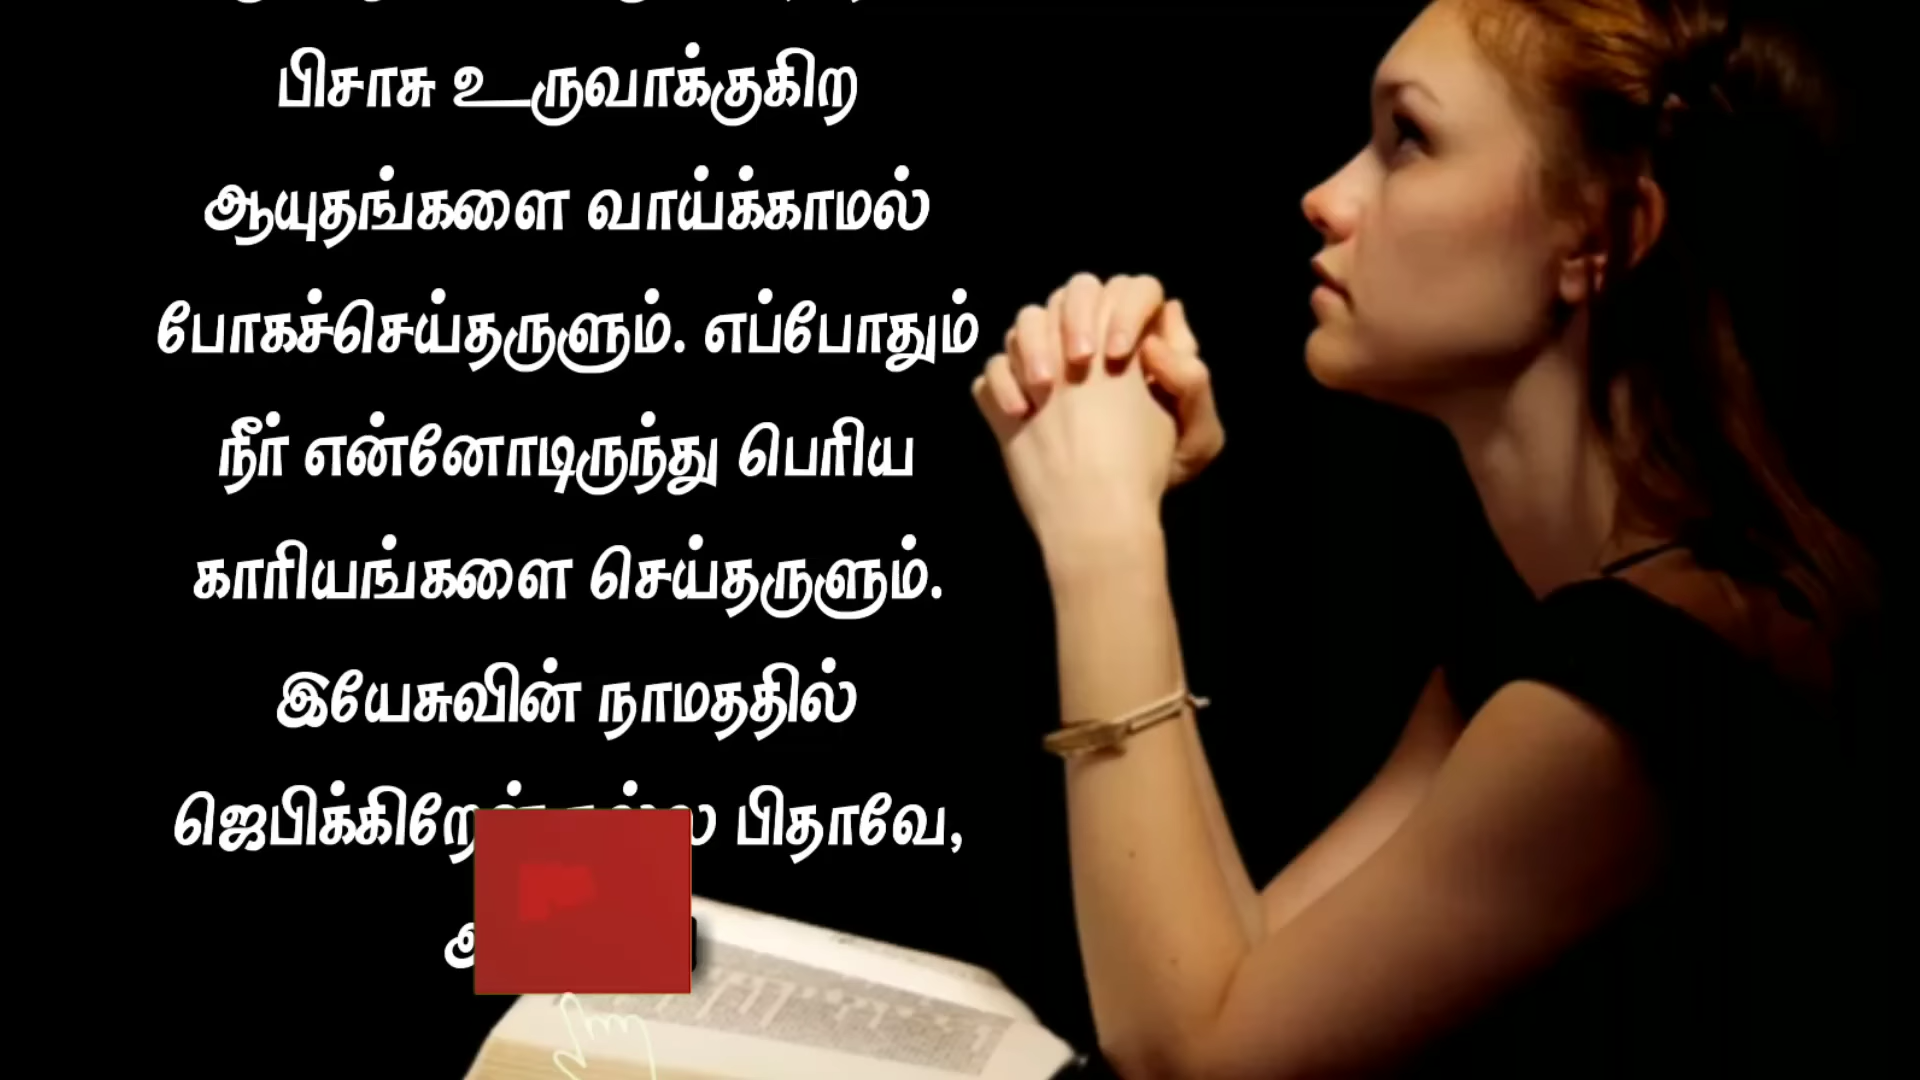 பிசாசு உருவாக்குகிற
ஆயுதங்களை வாய்க்காமல்
போகச்செய்தருளும். எப்போதும்
நீர் என்னோடிருந்து பெரிய
காரியங்களை செய்தருளும்.
இயேசுவின் நாமததில்
பிதாவே,